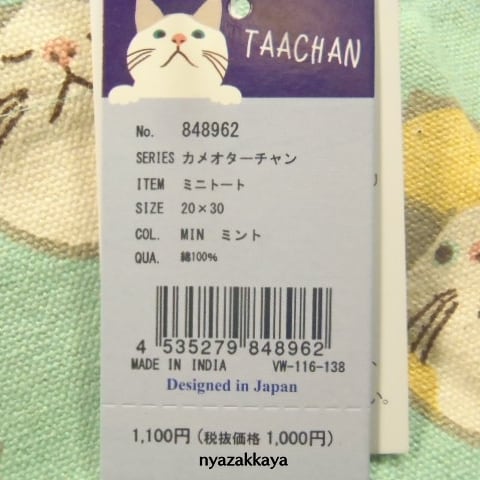 TAACHAN
No. 848962
SERIES カメオターチャン
ITEM ミニトート
SIZE 20×30
COL. MIN ミント
QUA. 綿100%
4 535279 848962
MADE IN INDIA VW-116-138
Designed in Japan
1,100円 (税抜価格 1,000円)
nyazakkaya